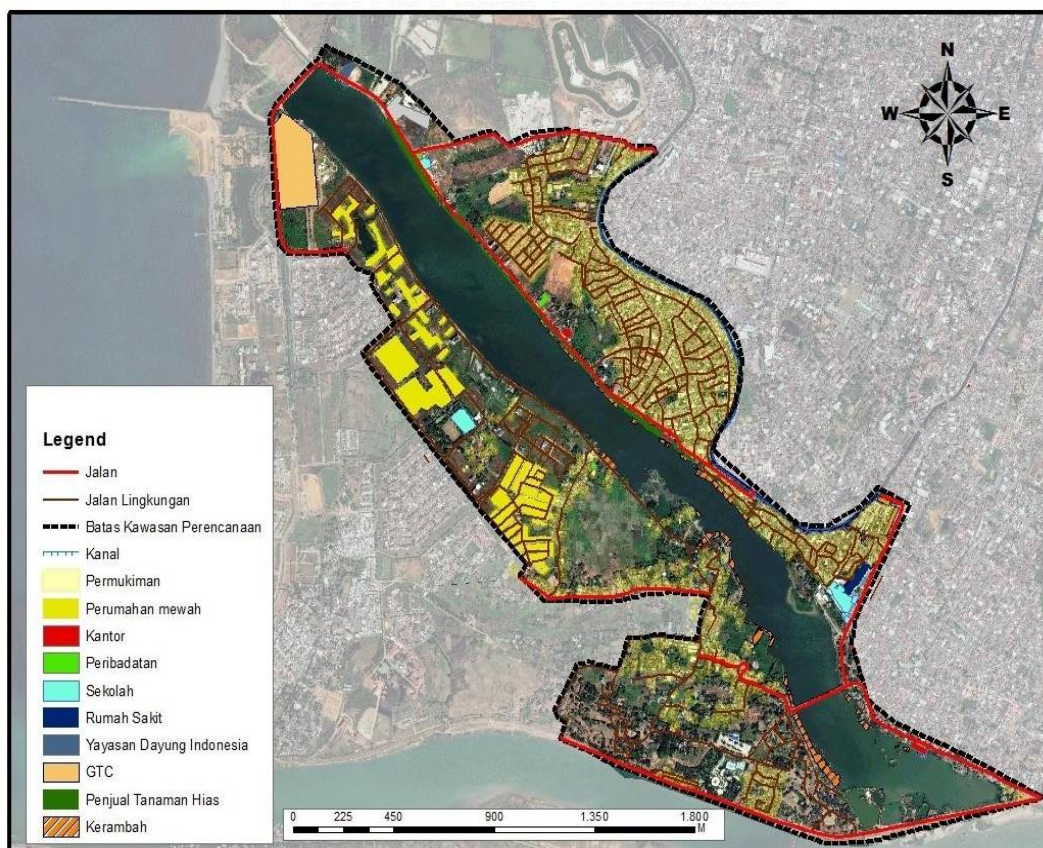 N
W E
S
Legend
Jalan
Jalan Lingkungan
Batas Kawasan Perencanaan
Kanal
Permukiman
Perumahan mewah
Kantor
Peribadatan
Sekolah
Rumah Sakit
Yayasan Dayung Indonesia
GTC
Penjual Tanaman Hias
Kerambah
0 225 450 900 1.350 1.800
M